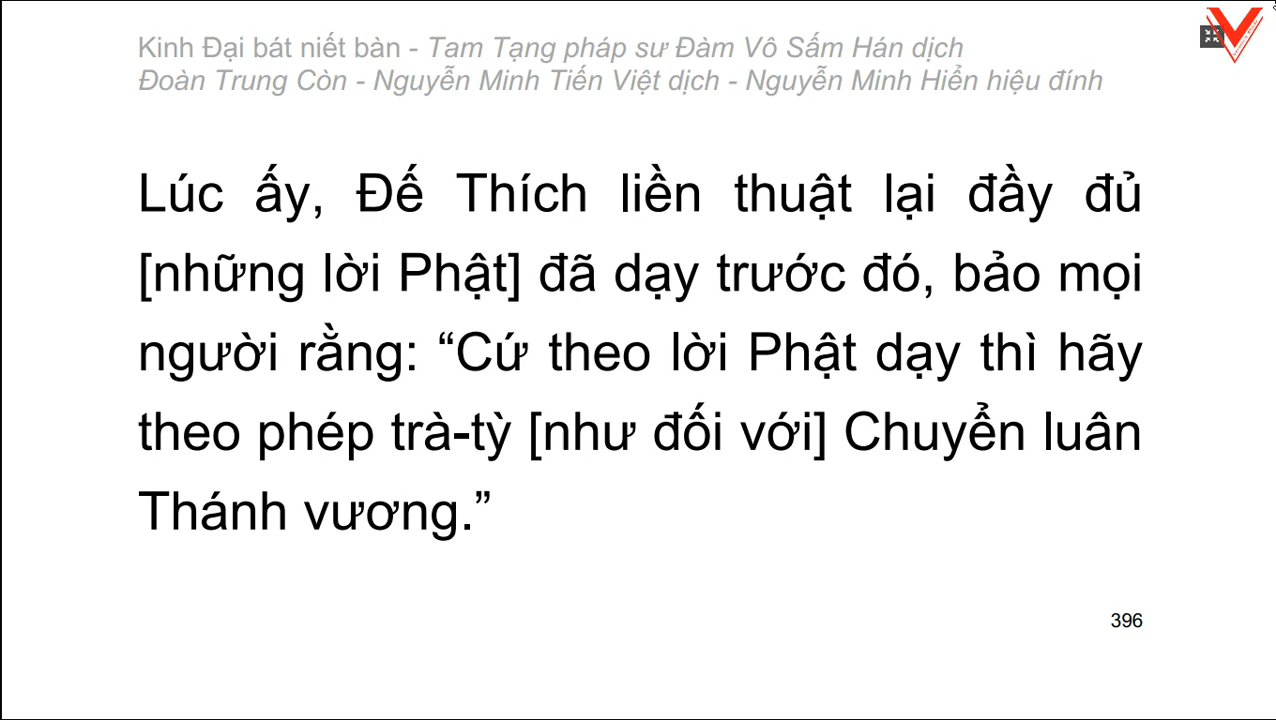 Kinh Đại bát niết bàn - Tam Tạng pháp sư Đàm Vô Sấm Hán dịch
Đoàn Trung Còn - Nguyễn Minh Tiến Việt dịch - Nguyễn Minh Hiển hiệu đính
Lúc ấy, Đế Thích liền thuật lại đầy đủ
[những lời Phật] đã dạy trước đó, bảo mọi
người rằng: “Cứ theo lời Phật dạy thì hãy
theo phép trà-tỳ [như đối với] Chuyển luân
Thánh vương.”
396